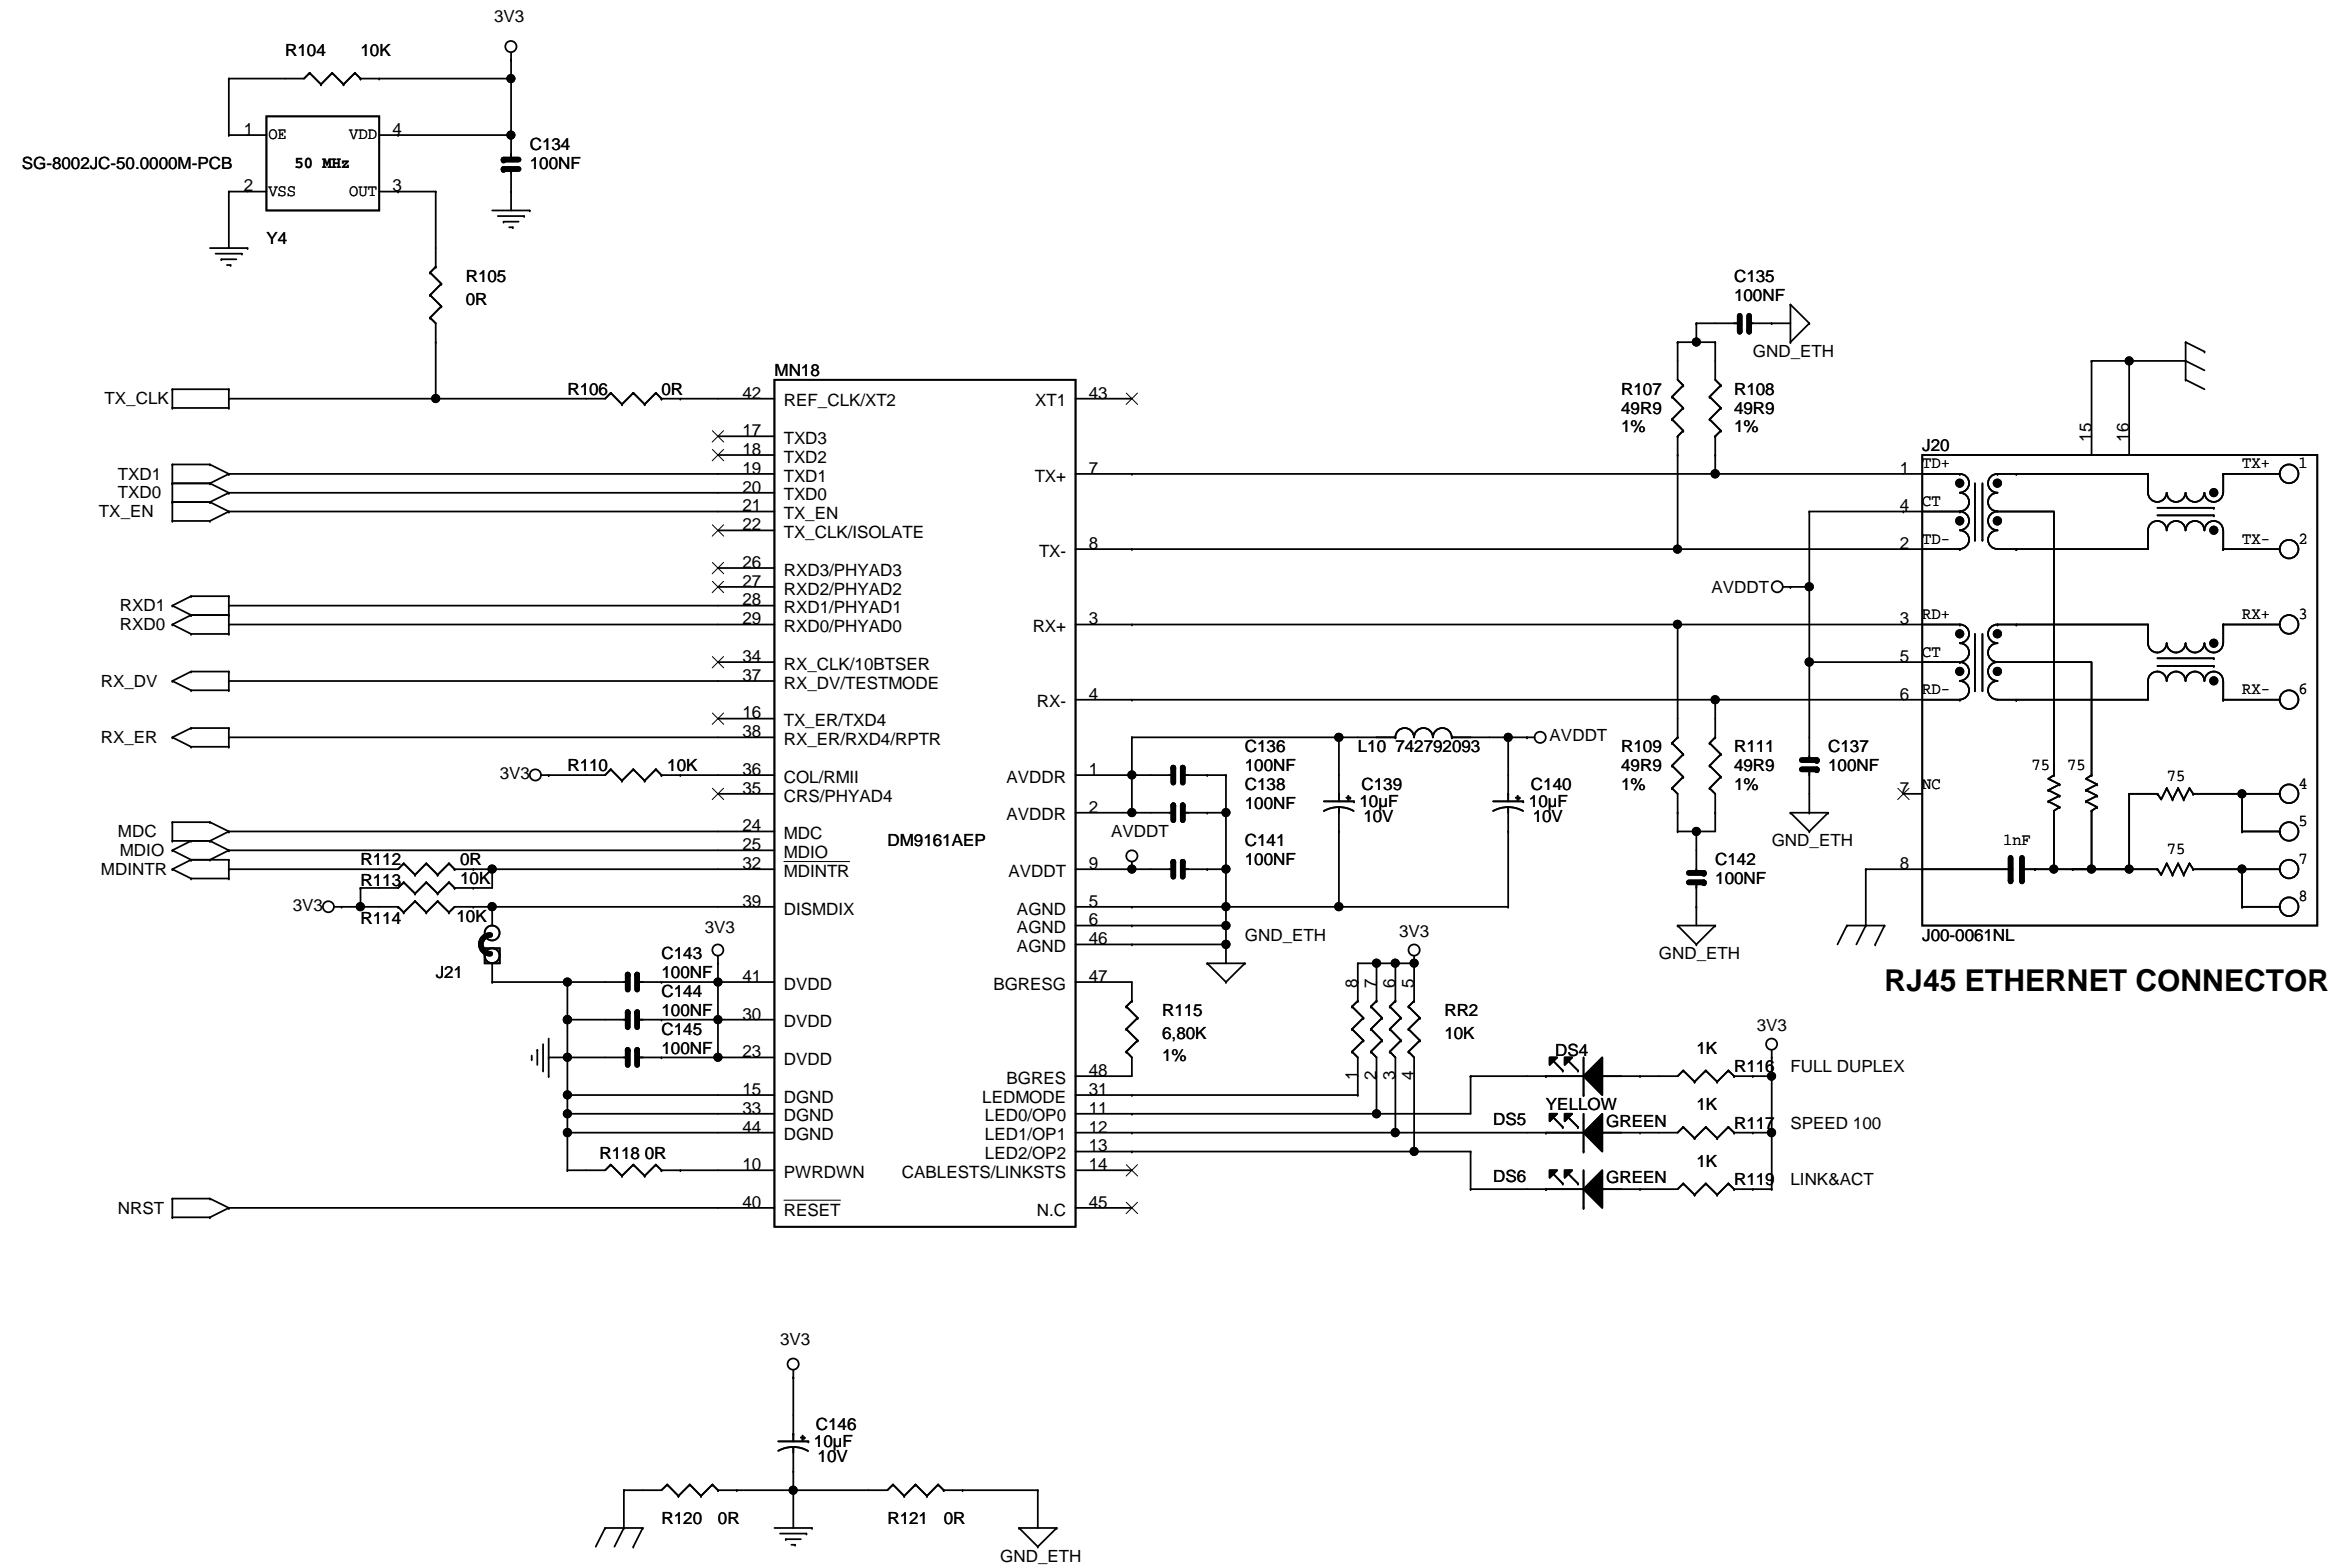 3V3
R104 10K
1 OE VDD 4
C134
100NF
SG-8002JC-50.0000M-PCB
50 MHz
2 VSS OUT 3
Y4
R105
0R
C135
100NF
GND_ETH
MN18
TX_CLK
R106 0R
42 REF_CLK/XT2
XT1 43
R107
49R9
1%
R108
49R9
1%
15
16
J20
17 TXD3
18 TXD2
TXD1
19 TXD1
TX+ 7
1 TD+
TX+ 1
TXD0
20 TXD0
TX_EN
21 TX_EN
4 CT
22 TX_CLK/ISOLATE
TX- 8
2 TD-
TX- 2
26 RXD3/PHYAD3
27 RXD2/PHYAD2
AVDDT
RXD1
28 RXD1/PHYAD1
RXD0
29 RXD0/PHYAD0
RX+ 3
3 RD+
RX+ 3
34 RX_CLK/10BTSER
5 CT
RX_DV
37 RX_DV/TESTMODE
RX- 4
6 RD-
RX- 6
16 TX_ER/TXD4
RX_ER
38 RX_ER/RXD4/RPTR
L10 742792093
AVDDT
3V3
R110 10K
36 COL/RMII
AVDDR 1
C136
100NF
R109
49R9
1%
R111
49R9
1%
C137
100NF
75
75
75
35 CRS/PHYAD4
AVDDR 2
C138
100NF
C139
10µF
10V
C140
10µF
10V
7 NC
4
5
MDC
24 MDC
AVDDT
GND_ETH
MDIO
25 MDIO
DM9161AEP
C141
100NF
1nF
75
MDINTR
R112 0R
32 MDINTR
AVDDT 9
C142
100NF
8
7
R113 10K
3V3
R114 10K
39 DISMDIX
AGND 5
AGND 6
AGND 46
GND_ETH
8
J00-0061NL
GND_ETH
RJ45 ETHERNET CONNECTOR
J21
3V3
C143
100NF
41 DVDD
BGRESG 47
3V3
8
7
6
5
C144
100NF
30 DVDD
R115
6,80K
1%
RR2
10K
C145
100NF
23 DVDD
BGRES 48
1
2
3
4
DS4
YELLOW
1K
R116
3V3
FULL DUPLEX
15 DGND
LEDMODE 31
33 DGND
LED0/OP0 11
44 DGND
LED1/OP1 12
DS5
GREEN
1K
R117
SPEED 100
LED2/OP2 13
R118 0R
10 PWRDWN
CABLESTS/LINKSTS 14
DS6
GREEN
1K
R119
LINK&ACT
NRST
40 RESET
N.C 45
3V3
C146
10µF
10V
R120 0R
R121 0R
GND_ETH